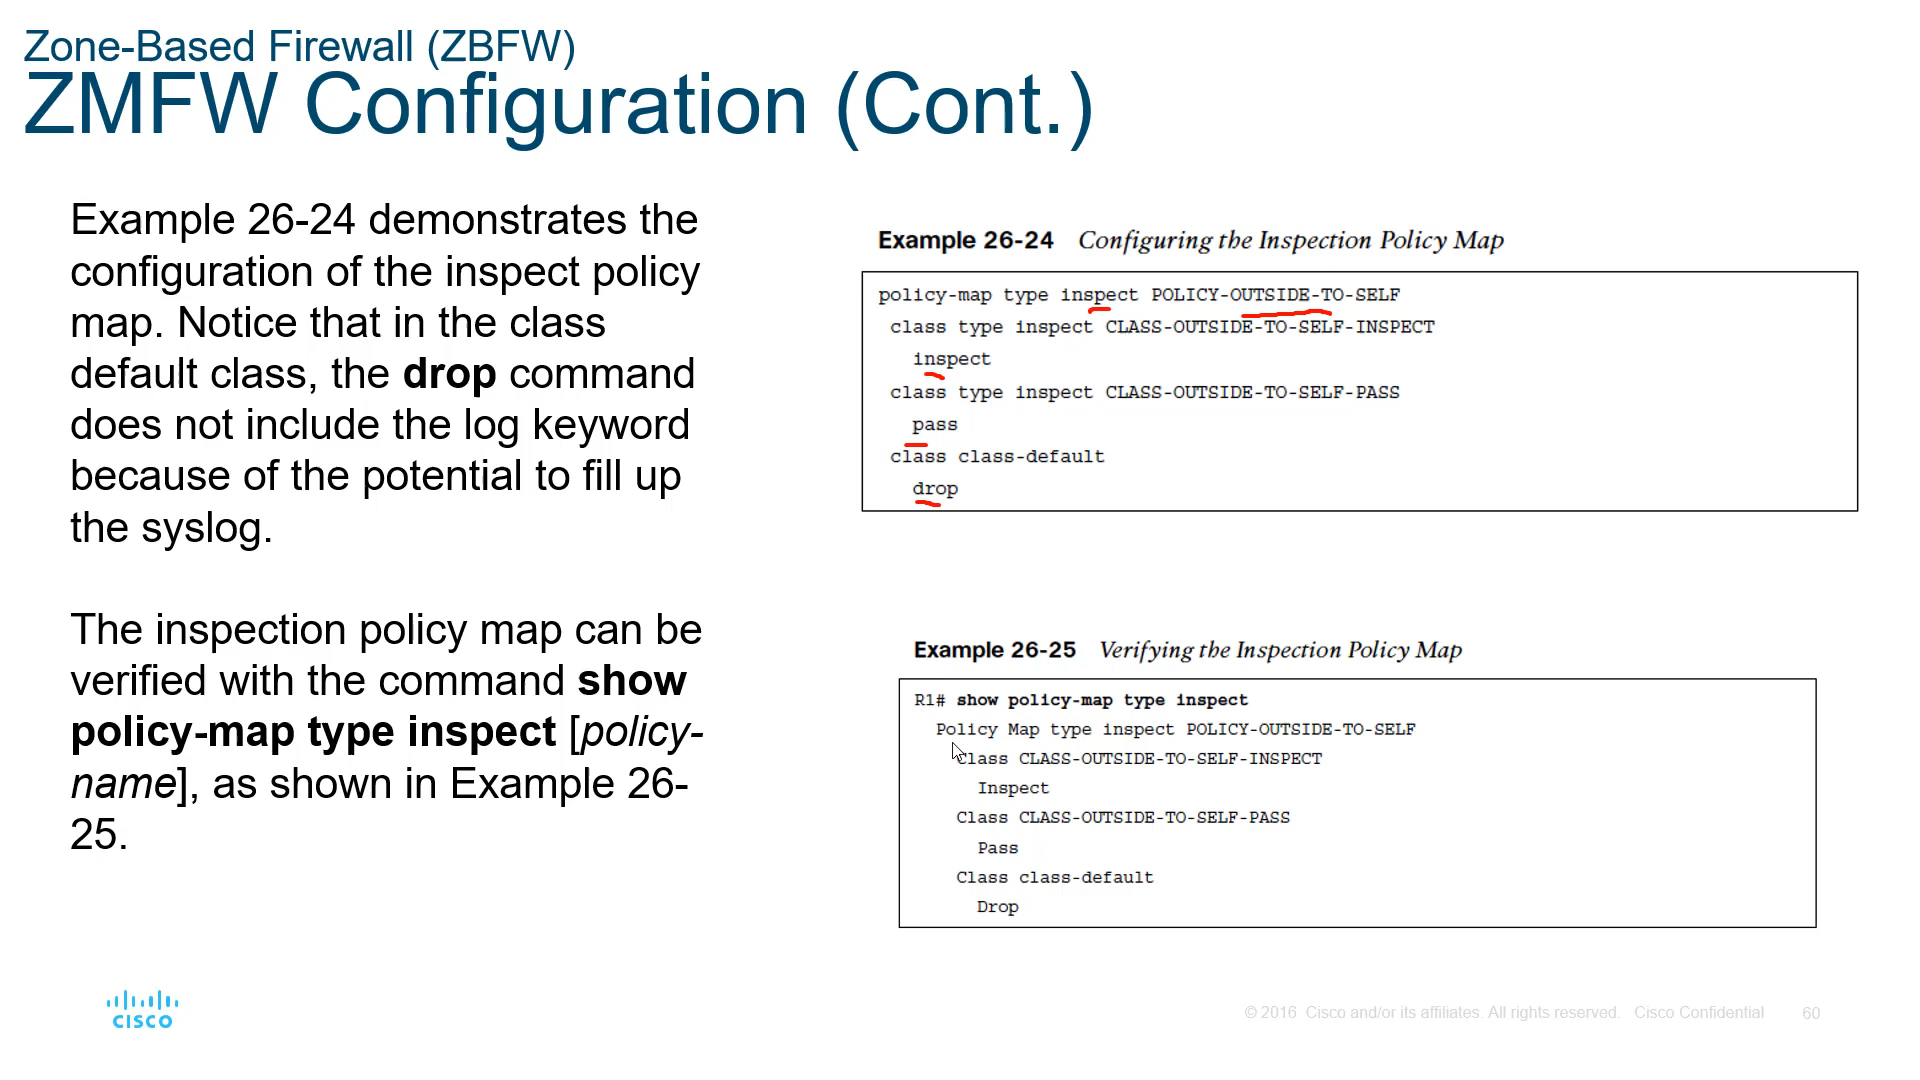 Zone-Based Firewall (ZBFW)
ZMFW Configuration (Cont.)
Example 26-24 demonstrates the
configuration of the inspect policy
map. Notice that in the class
default class, the drop command
does not include the log keyword
because of the potential to fill up
the syslog.
The inspection policy map can be
verified with the command show
policy-map type inspect [policy-
name], as shown in Example 26-
25.
Example 26-24 Configuring the Inspection Policy Map
policy-map type inspect POLICY-OUTSIDE-TO-SELF
class type inspect CLASS-OUTSIDE-TO-SELF-INSPECT
inspect
class type inspect CLASS-OUTSIDE-TO-SELF-PASS
pass
class class-default
drop
Example 26-25 Verifying the Inspection Policy Map
R1# show policy-map type inspect
Policy Map type inspect POLICY-OUTSIDE-TO-SELF
Class CLASS-OUTSIDE-TO-SELF-INSPECT
Inspect
Class CLASS-OUTSIDE-TO-SELF-PASS
Pass
Class class-default
Drop
CISCO
© 2016 Cisco and/or its affiliates. All rights reserved. Cisco Confidential 60